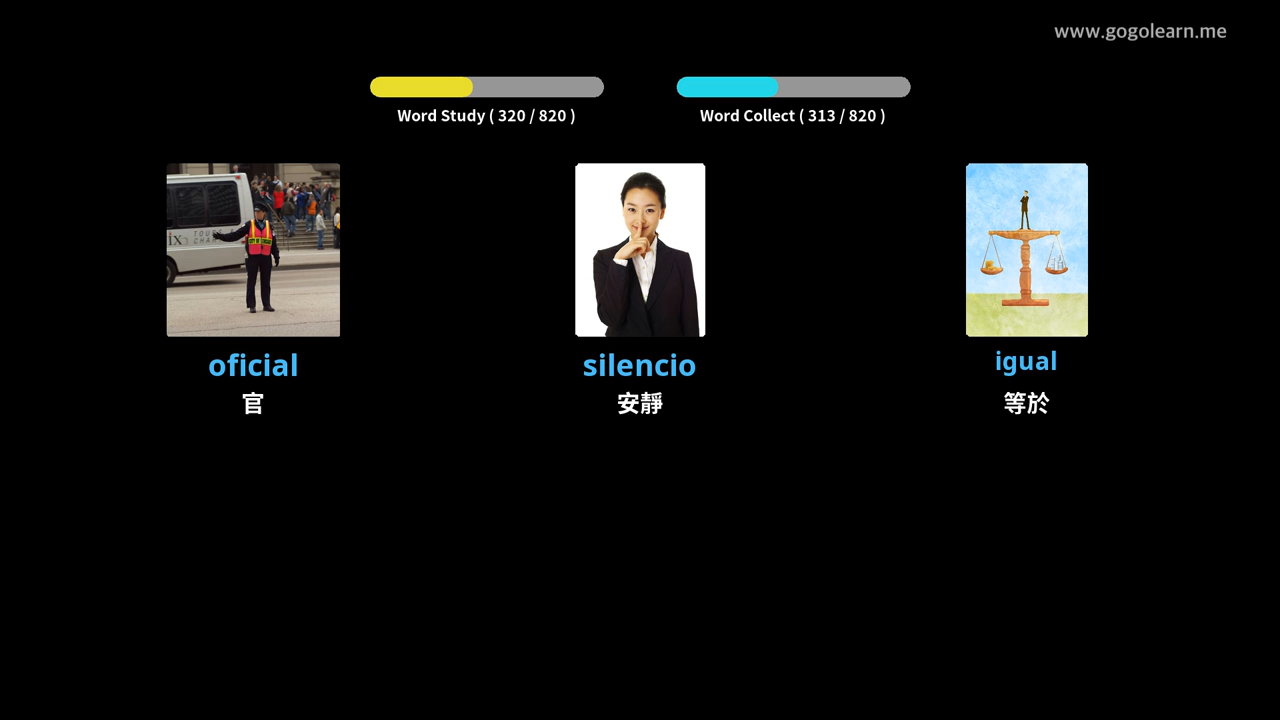 www.gogolearn.me
Word Study ( 320 / 820 )
Word Collect ( 313 / 820 )
oficial
官
silencio
安靜
igual
等於